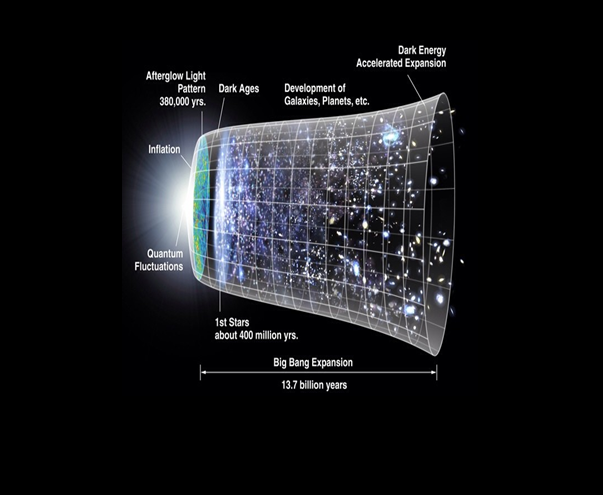 Dark Energy
Accelerated Expansion
Afterglow Light
Pattern
380,000 yrs.
Dark Ages
Development of
Galaxies, Planets, etc.
Inflation
Quantum
Fluctuations
1st Stars
about 400 million yrs.
Big Bang Expansion
13.7 billion years